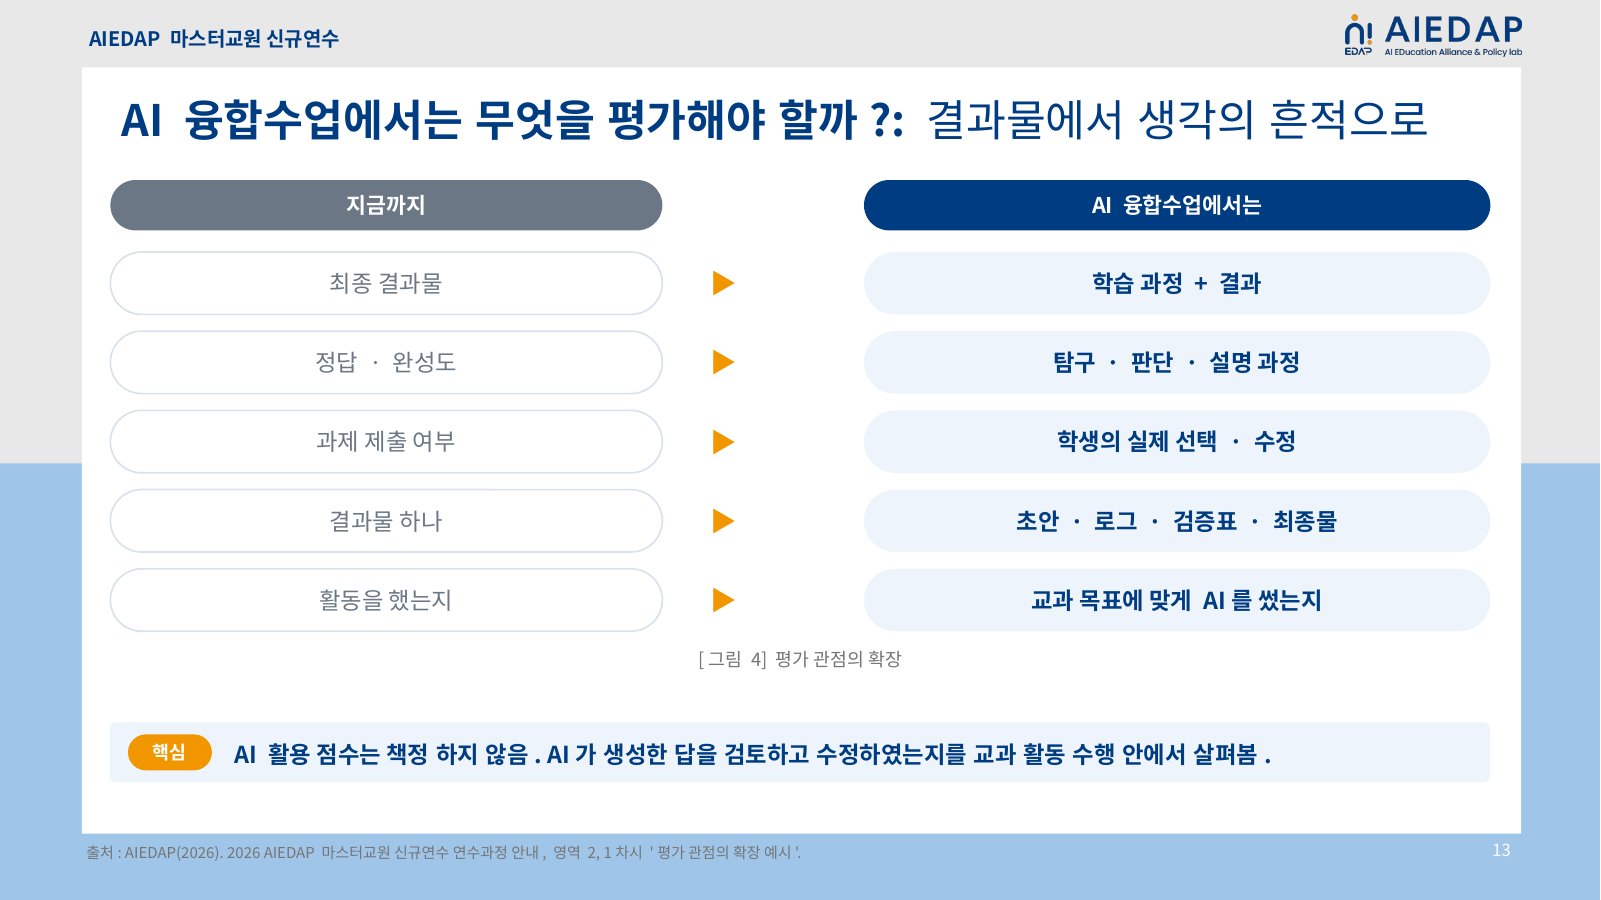 AIEDAP 마스터교원 신규연수
AIEDAP
EDAP
AI EDucation Alliance & Policy lab
AI 융합수업에서는 무엇을 평가해야 할까 ?: 결과물에서 생각의 흔적으로
지금까지
AI 융합수업에서는
최종 결과물
▶
학습 과정 + 결과
정답 · 완성도
▶
탐구 · 판단 · 설명 과정
과제 제출 여부
▶
학생의 실제 선택 · 수정
결과물 하나
▶
초안 · 로그 · 검증표 · 최종물
활동을 했는지
▶
교과 목표에 맞게 AI 를 썼는지
[ 그림 4] 평가 관점의 확장
핵심
AI 활용 점수는 책정 하지 않음 . AI 가 생성한 답을 검토하고 수정하였는지를 교과 활동 수행 안에서 살펴봄 .
출처 : AIEDAP(2026). 2026 AIEDAP 마스터교원 신규연수 연수과정 안내 , 영역 2, 1 차시 ' 평가 관점의 확장 예시 '.
13